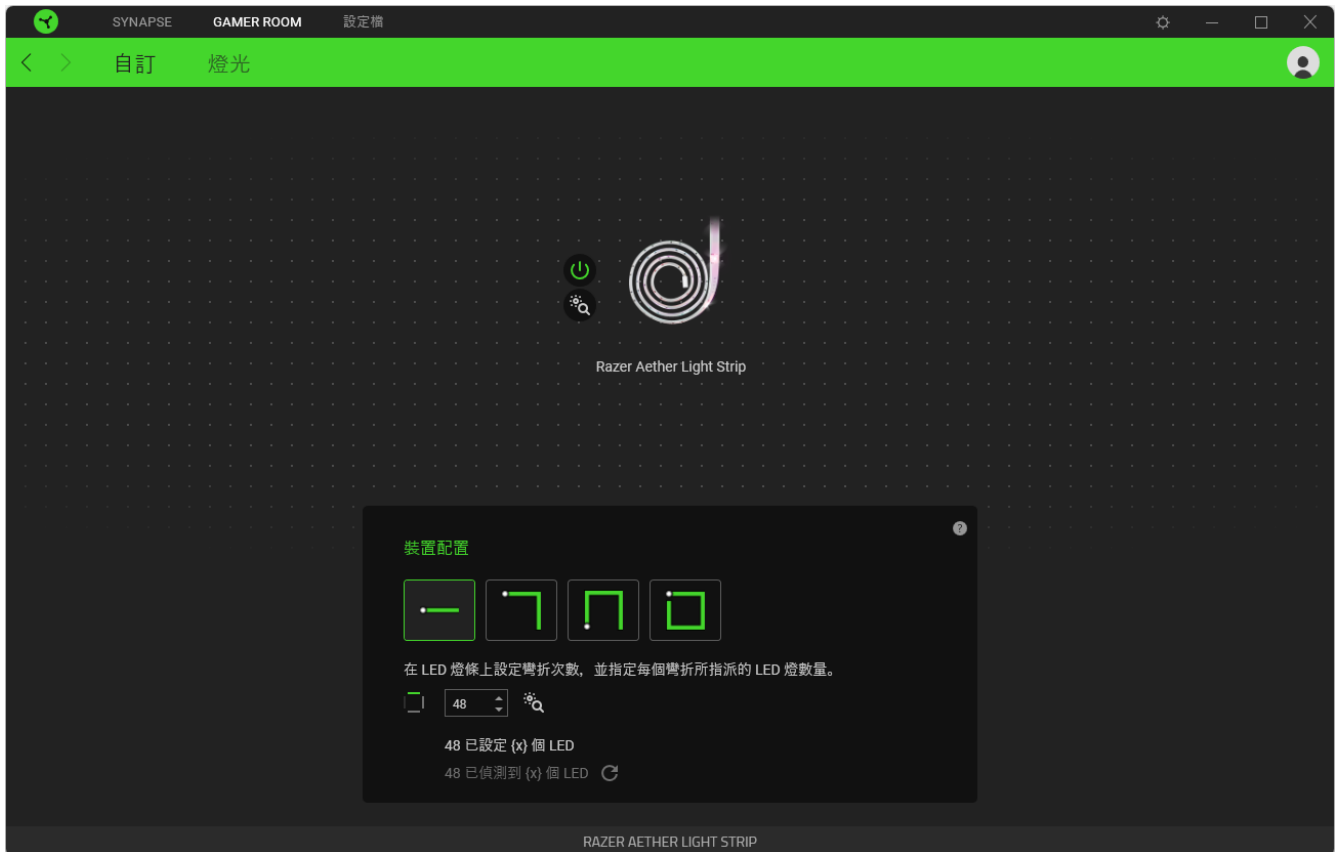 SYNAPSE GAMER ROOM 設定檔
自訂 燈光
Razer Aether Light Strip
?
裝置配置
在 LED 燈條上設定彎折次數，並指定每個彎折所指派的 LED 燈數量。
48
48 已設定 {x} 個 LED
48 已偵測到 {x} 個 LED
RAZER AETHER LIGHT STRIP